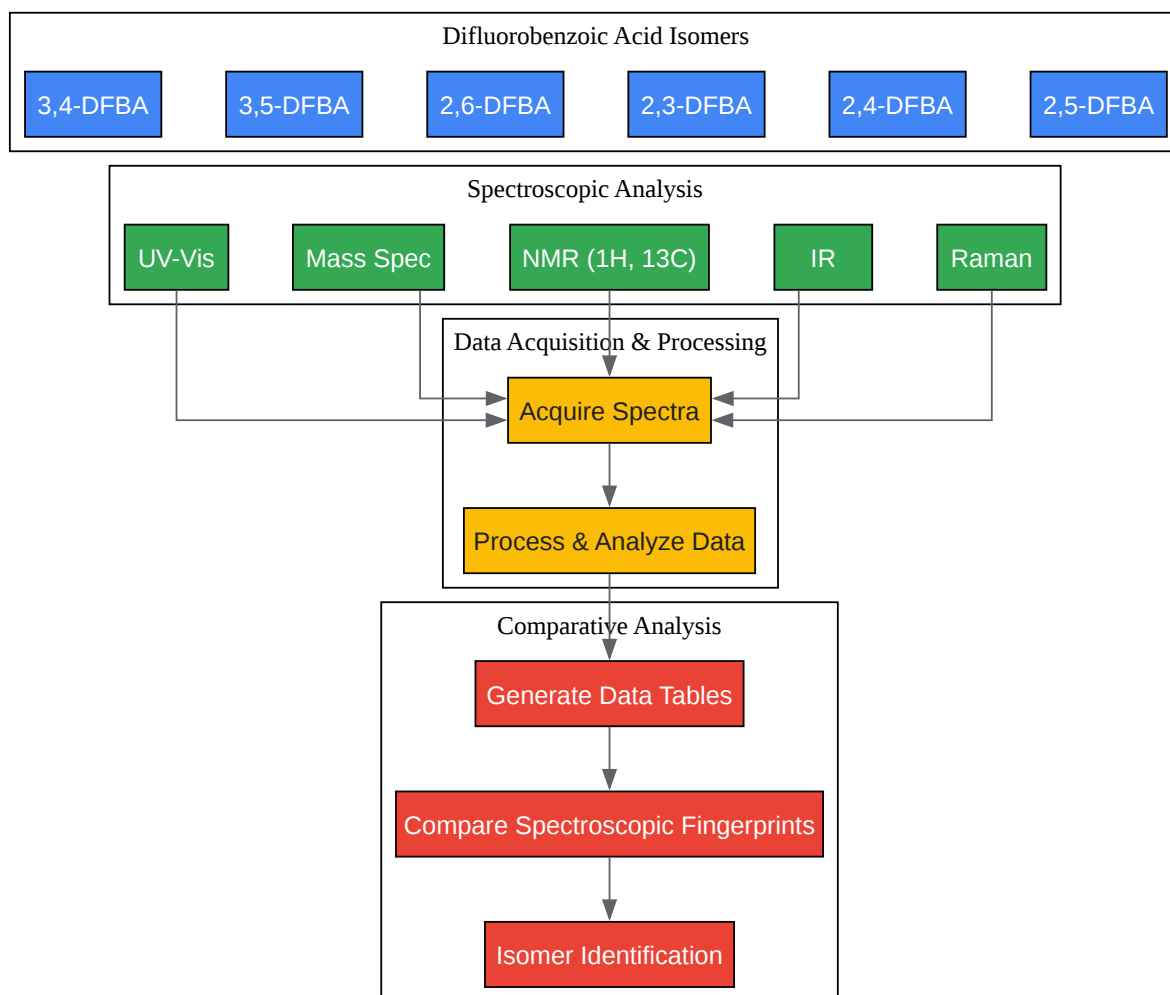 Difluorobenzoic Acid Isomers
3,4-DFBA
3,5-DFBA
2,6-DFBA
2,3-DFBA
2,4-DFBA
2,5-DFBA
Spectroscopic Analysis
UV-Vis
Mass Spec
NMR (1H, 13C)
IR
Raman
Data Acquisition & Processing
Acquire Spectra
Process & Analyze Data
Comparative Analysis
Generate Data Tables
Compare Spectroscopic Fingerprints
Isomer Identification